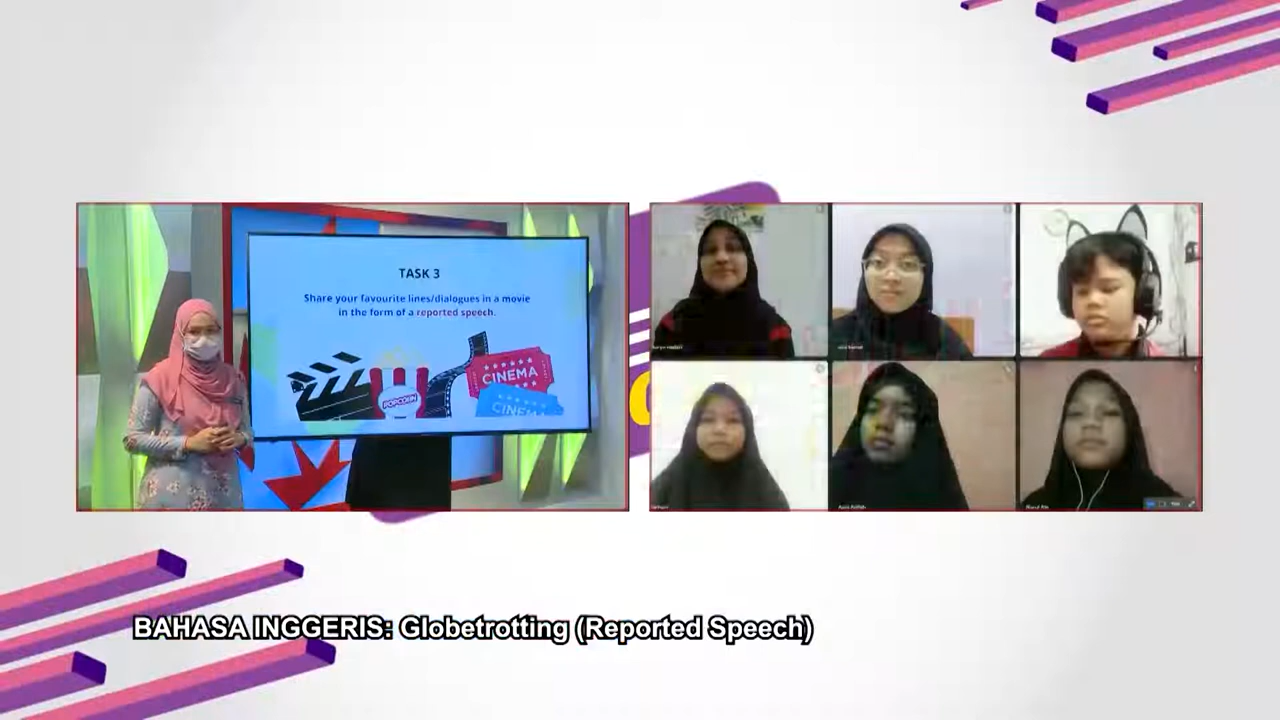 TASK 3
Share your favourite lines/dialogues in a movie
in the form of a reported speech.
POPCORN
CINEMA
CINEMA
BAHASA INGGERIS: Globetrotting (Reported Speech)